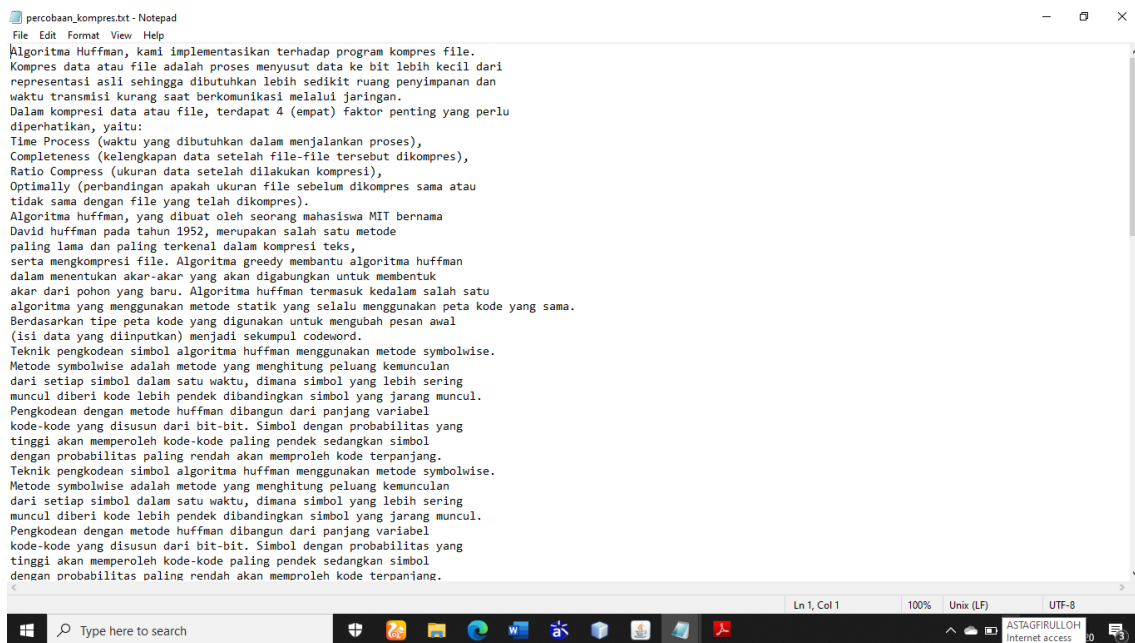 percobaan_kompres.txt - Notepad
File Edit Format View Help
Algoritma Huffman, kami implementasikan terhadap program kompres file.
Kompres data atau file adalah proses menyusut data ke bit lebih kecil dari
representasi asli sehingga dibutuhkan lebih sedikit ruang penyimpanan dan
waktu transmisi kurang saat berkomunikasi melalui jaringan.
Dalam kompresi data atau file, terdapat 4 (empat) faktor penting yang perlu
diperhatikan, yaitu:
Time Process (waktu yang dibutuhkan dalam menjalankan proses),
Completeness (kelengkapan data setelah file-file tersebut dikompres),
Ratio Compress (ukuran data setelah dilakukan kompresi),
Optimally (perbandingan apakah ukuran file sebelum dikompres sama atau
tidak sama dengan file yang telah dikompres).
Algoritma huffman, yang dibuat oleh seorang mahasiswa MIT bernama
David huffman pada tahun 1952, merupakan salah satu metode
paling lama dan paling terkenal dalam kompresi teks,
serta mengkompresi file. Algoritma greedy membantu algoritma huffman
dalam menentukan akar-akar yang akan digabungkan untuk membentuk
akar dari pohon yang baru. Algoritma huffman termasuk kedalam salah satu
algoritma yang menggunakan metode statik yang selalu menggunakan peta kode yang sama.
Berdasarkan tipe peta kode yang digunakan untuk mengubah pesan awal
(isi data yang diinputkan) menjadi sekumpul codeword.
Teknik pengkodean simbol algoritma huffman menggunakan metode symbolwise.
Metode symbolwise adalah metode yang menghitung peluang kemunculan
dari setiap simbol dalam satu waktu, dimana simbol yang lebih sering
muncul diberi kode lebih pendek dibandingkan simbol yang jarang muncul.
Pengkodean dengan metode huffman dibangun dari panjang variabel
kode-kode yang disusun dari bit-bit. Simbol dengan probabilitas yang
tinggi akan memperoleh kode-kode paling pendek sedangkan simbol
dengan probabilitas paling rendah akan memproleh kode terpanjang.
Teknik pengkodean simbol algoritma huffman menggunakan metode symbolwise.
Metode symbolwise adalah metode yang menghitung peluang kemunculan
dari setiap simbol dalam satu waktu, dimana simbol yang lebih sering
muncul diberi kode lebih pendek dibandingkan simbol yang jarang muncul.
Pengkodean dengan metode huffman dibangun dari panjang variabel
kode-kode yang disusun dari bit-bit. Simbol dengan probabilitas yang
tinggi akan memperoleh kode-kode paling pendek sedangkan simbol
dengan probabilitas paling rendah akan memproleh kode terpanjang.
Ln 1, Col 1 100% Unix (LF) UTF-8
Type here to search
ASTAGFIRULLOH
Internet access